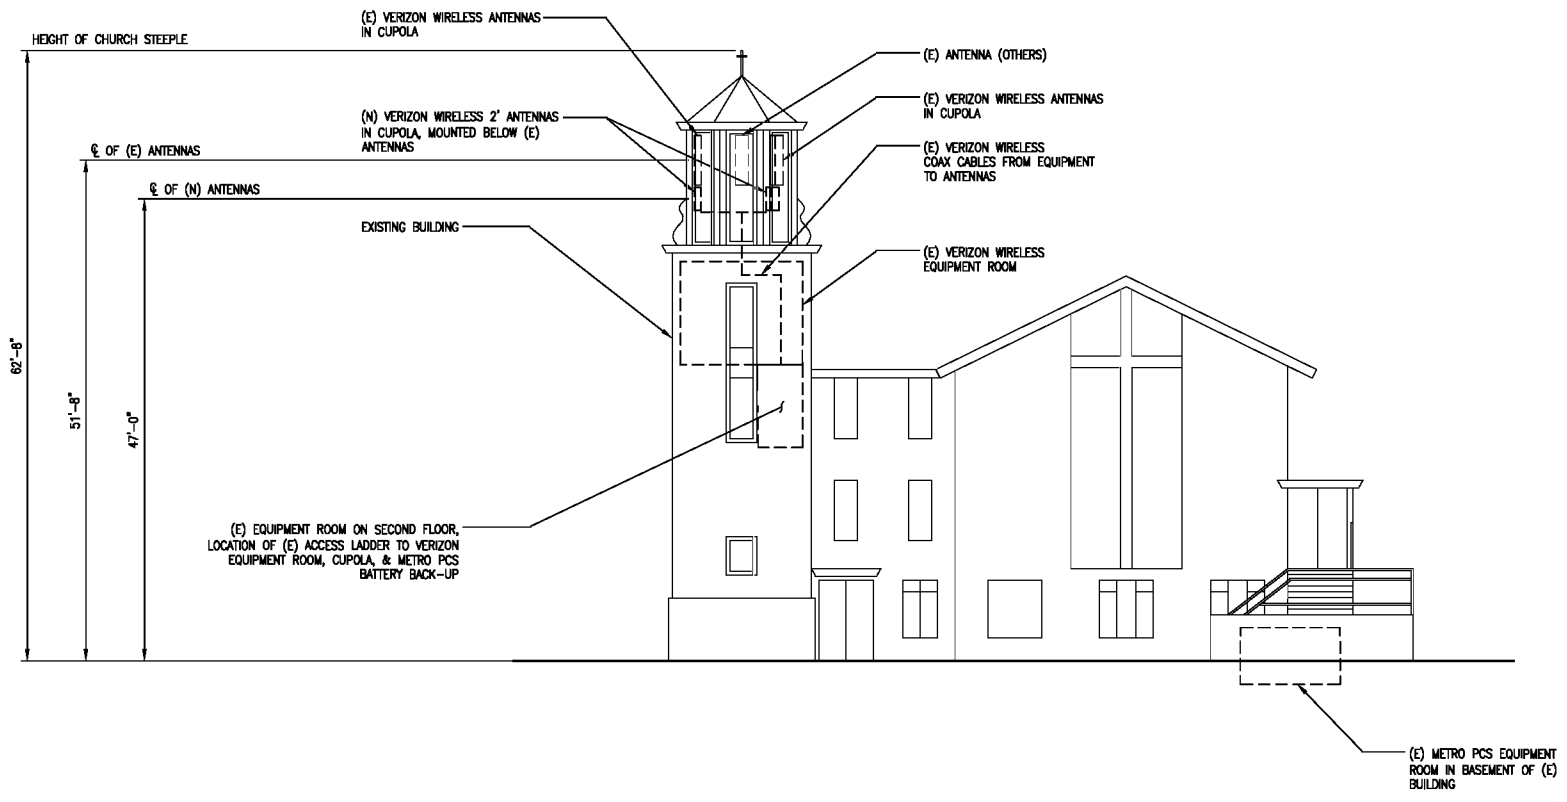 (E) VERIZON WIRELESS ANTENNAS
IN CUPOLA
HEIGHT OF CHURCH STEEPLE
(E) ANTENNA (OTHERS)
(E) VERIZON WIRELESS ANTENNAS
IN CUPOLA
(N) VERIZON WIRELESS 2' ANTENNAS
IN CUPOLA, MOUNTED BELOW (E)
ANTENNAS
℄ OF (E) ANTENNAS
(E) VERIZON WIRELESS
COAX CABLES FROM EQUIPMENT
TO ANTENNAS
℄ OF (N) ANTENNAS
EXISTING BUILDING
(E) VERIZON WIRELESS
EQUIPMENT ROOM
62'-8"
51'-8"
47'-0"
(E) EQUIPMENT ROOM ON SECOND FLOOR,
LOCATION OF (E) ACCESS LADDER TO VERIZON
EQUIPMENT ROOM, CUPOLA, & METRO PCS
BATTERY BACK-UP
(E) METRO PCS EQUIPMENT
ROOM IN BASEMENT OF (E)
BUILDING